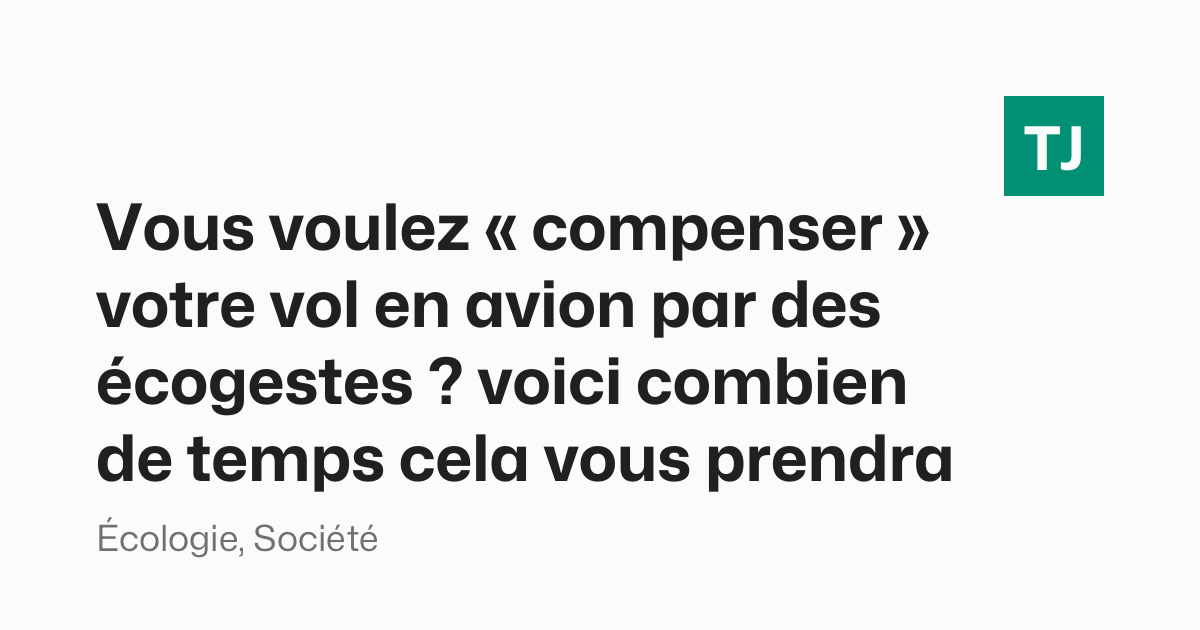 TJ
Vous voulez « compenser »
votre vol en avion par des
écogestes ? voici combien
de temps cela vous prendra
Écologie, Société